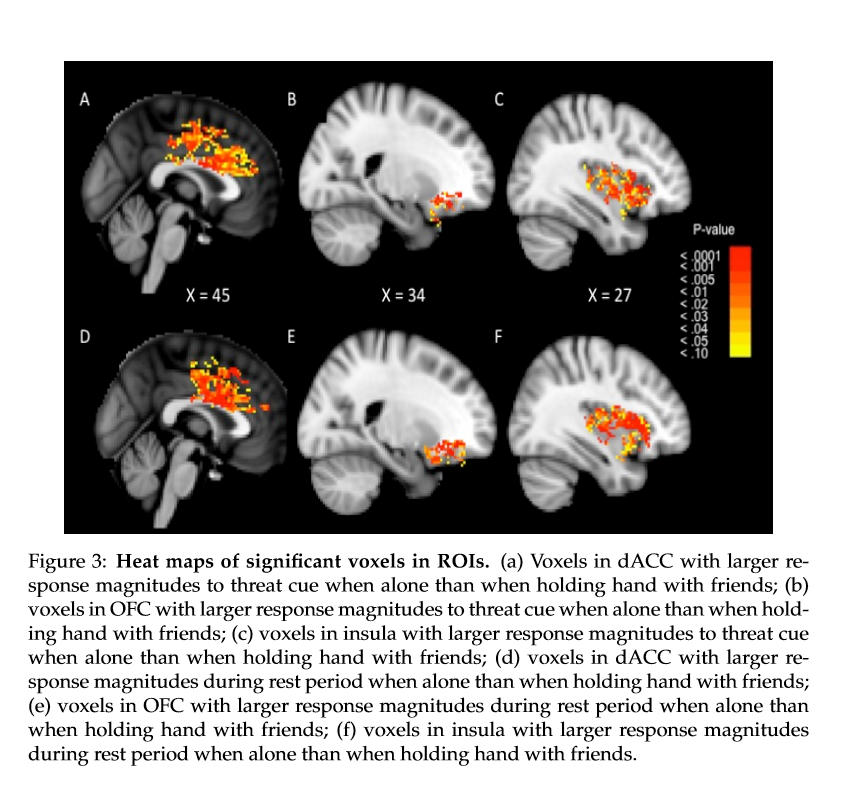 A
B
C
P-value
< .0001
< .001
< .005
< .01
< .02
< .03
< .04
< .05
< .10
X = 45
X = 34
X = 27
D
E
F
Figure 3: Heat maps of significant voxels in ROIs. (a) Voxels in dACC with larger re-
sponse magnitudes to threat cue when alone than when holding hand with friends; (b)
voxels in OFC with larger response magnitudes to threat cue when alone than when hold-
ing hand with friends; (c) voxels in insula with larger response magnitudes to threat cue
when alone than when holding hand with friends; (d) voxels in dACC with larger re-
sponse magnitudes during rest period when alone than when holding hand with friends;
(e) voxels in OFC with larger response magnitudes during rest period when alone than
when holding hand with friends; (f) voxels in insula with larger response magnitudes
during rest period when alone than when holding hand with friends.